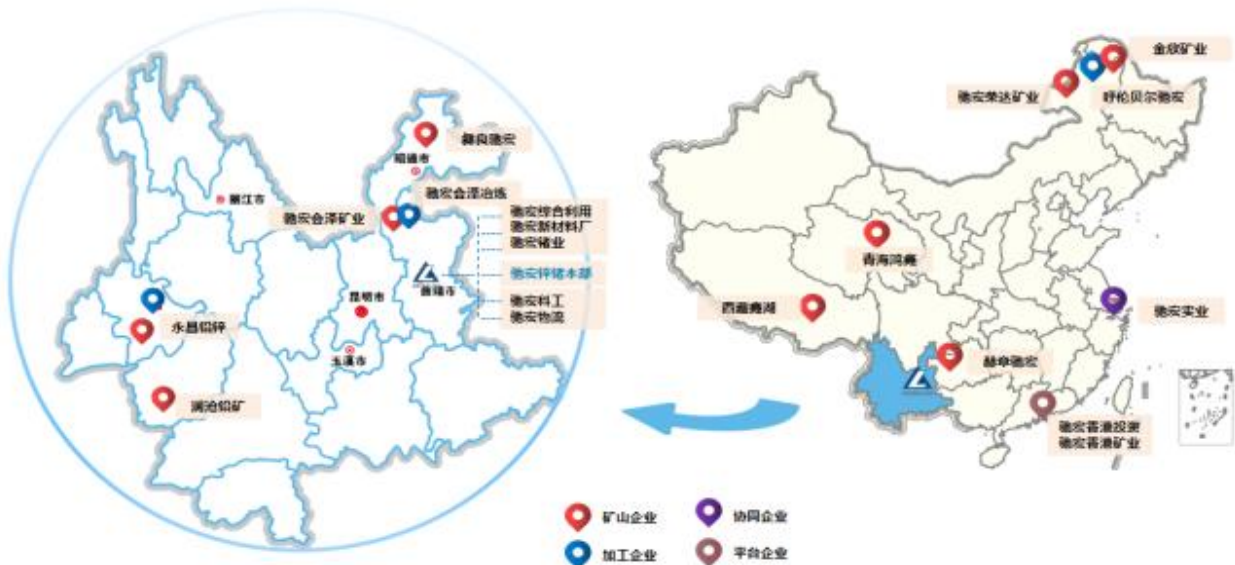 彝良驰宏
昭通市
驰宏会泽冶炼
丽江市
驰宏会泽矿业
驰宏综合利用
驰宏新材料厂
驰宏锗业
驰宏锌锗本部
曲靖市
昆明市
驰宏科工
驰宏物流
永昌铅锌
玉溪市
澜沧铅矿
金欣矿业
驰宏荣达矿业
呼伦贝尔驰宏
青海鸿鑫
西藏鑫湖
驰宏实业
赫章驰宏
驰宏香港投资
驰宏香港矿业
矿山企业
协同企业
加工企业
平台企业